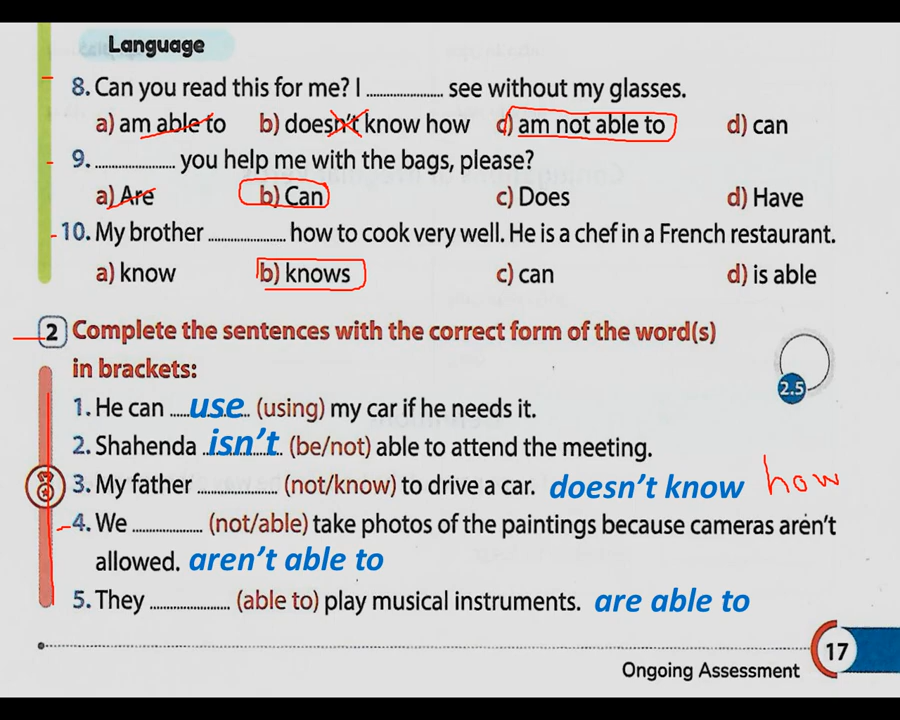 Language
8. Can you read this for me? I .................... see without my glasses.
a) am able to b) doesn't know how c) am not able to d) can
9. .................... you help me with the bags, please?
a) Are b) Can c) Does d) Have
10. My brother .................... how to cook very well. He is a chef in a French restaurant.
a) know b) knows c) can d) is able
2 Complete the sentences with the correct form of the word(s)
in brackets:
2.5
1. He can .....use.... (using) my car if he needs it.
2. Shahenda isn't (be/not) able to attend the meeting.
3. My father .................... (not/know) to drive a car. doesn't know how
4. We .................... (not/able) take photos of the paintings because cameras aren't
allowed. aren't able to
5. They .................... (able to) play musical instruments. are able to
17
Ongoing Assessment